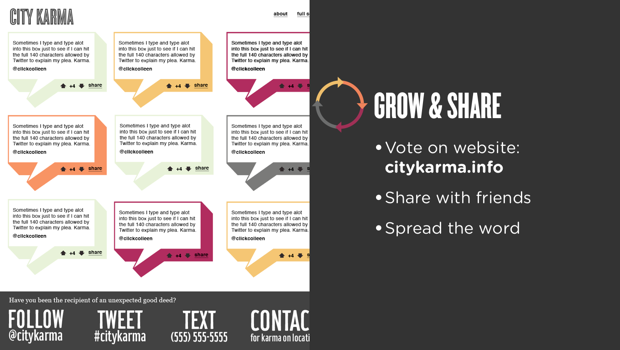 CITY KARMA
about full s
Sometimes I type and type alot
into this box just to see if I can hit
the full 140 characters allowed by
Twitter to explain my plea. Karma.
@clickcolleen
+4 share
Sometimes I type and type alot
into this box just to see if I can hit
the full 140 characters allowed by
Twitter to explain my plea. Karma.
@clickcolleen
+4 share
Sometimes I type and type alot
into this box just to see if I can hit
the full 140 characters allowed by
Twitter to explain my plea. Karma.
@clickcolleen
+4
Sometimes I type and type alot
into this box just to see if I can hit
the full 140 characters allowed by
Twitter to explain my plea. Karma.
@clickcolleen
+4 share
Sometimes I type and type alot
into this box just to see if I can hit
the full 140 characters allowed by
Twitter to explain my plea. Karma.
@clickcolleen
+4 share
Sometimes I type and type alot
into this box just to see if I can hit
the full 140 characters allowed by
Twitter to explain my plea. Karma.
@clickcolleen
+4
Sometimes I type and type alot
into this box just to see if I can hit
the full 140 characters allowed by
Twitter to explain my plea. Karma.
@clickcolleen
+4 share
Sometimes I type and type alot
into this box just to see if I can hit
the full 140 characters allowed by
Twitter to explain my plea. Karma.
@clickcolleen
+4 share
Sometimes I type and type alot
into this box just to see if I can hit
the full 140 characters allowed by
Twitter to explain my plea. Karma.
@clickcolleen
+4
Have you been the recipient of an unexpected good deed?
FOLLOW
@citykarma
TWEET
#citykarma
TEXT
(555) 555-5555
CONTAC
for karma on locati
GROW & SHARE
• Vote on website:
citykarma.info
• Share with friends
• Spread the word